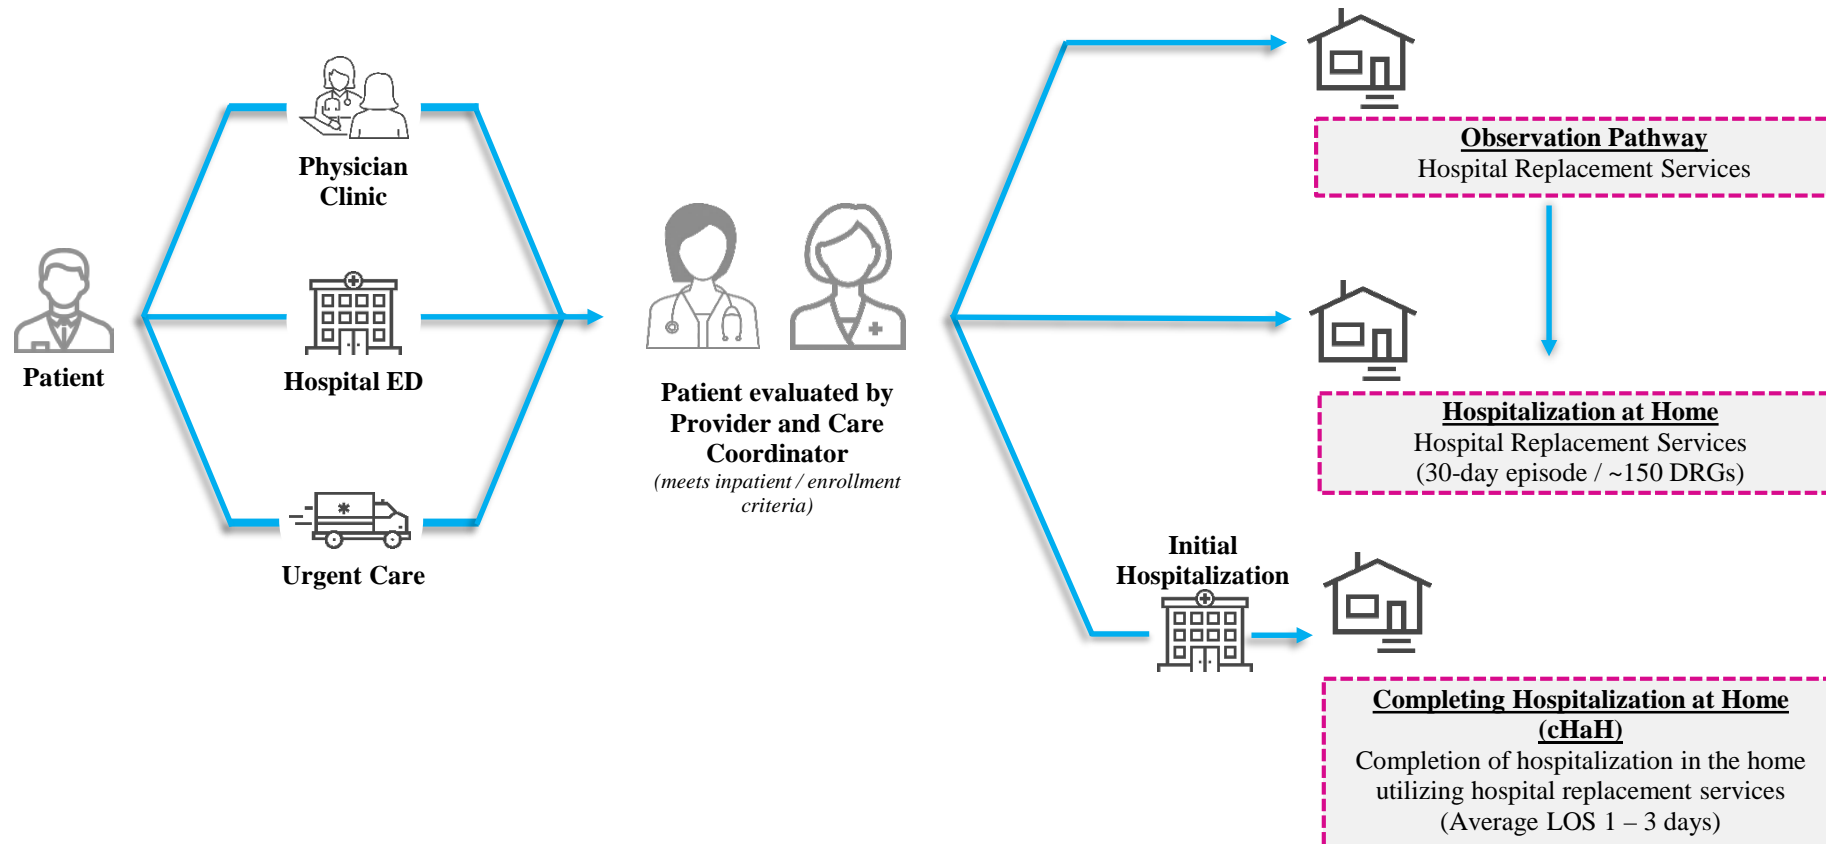 Patient
Physician
Clinic
Hospital ED
Urgent Care
Patient evaluated by
Provider and Care
Coordinator
(meets inpatient / enrollment
criteria)
Observation Pathway
Hospital Replacement Services
Hospitalization at Home
Hospital Replacement Services
(30-day episode / ~150 DRGs)
Initial
Hospitalization
Completing Hospitalization at Home
(cHaH)
Completion of hospitalization in the home
utilizing hospital replacement services
(Average LOS 1 – 3 days)